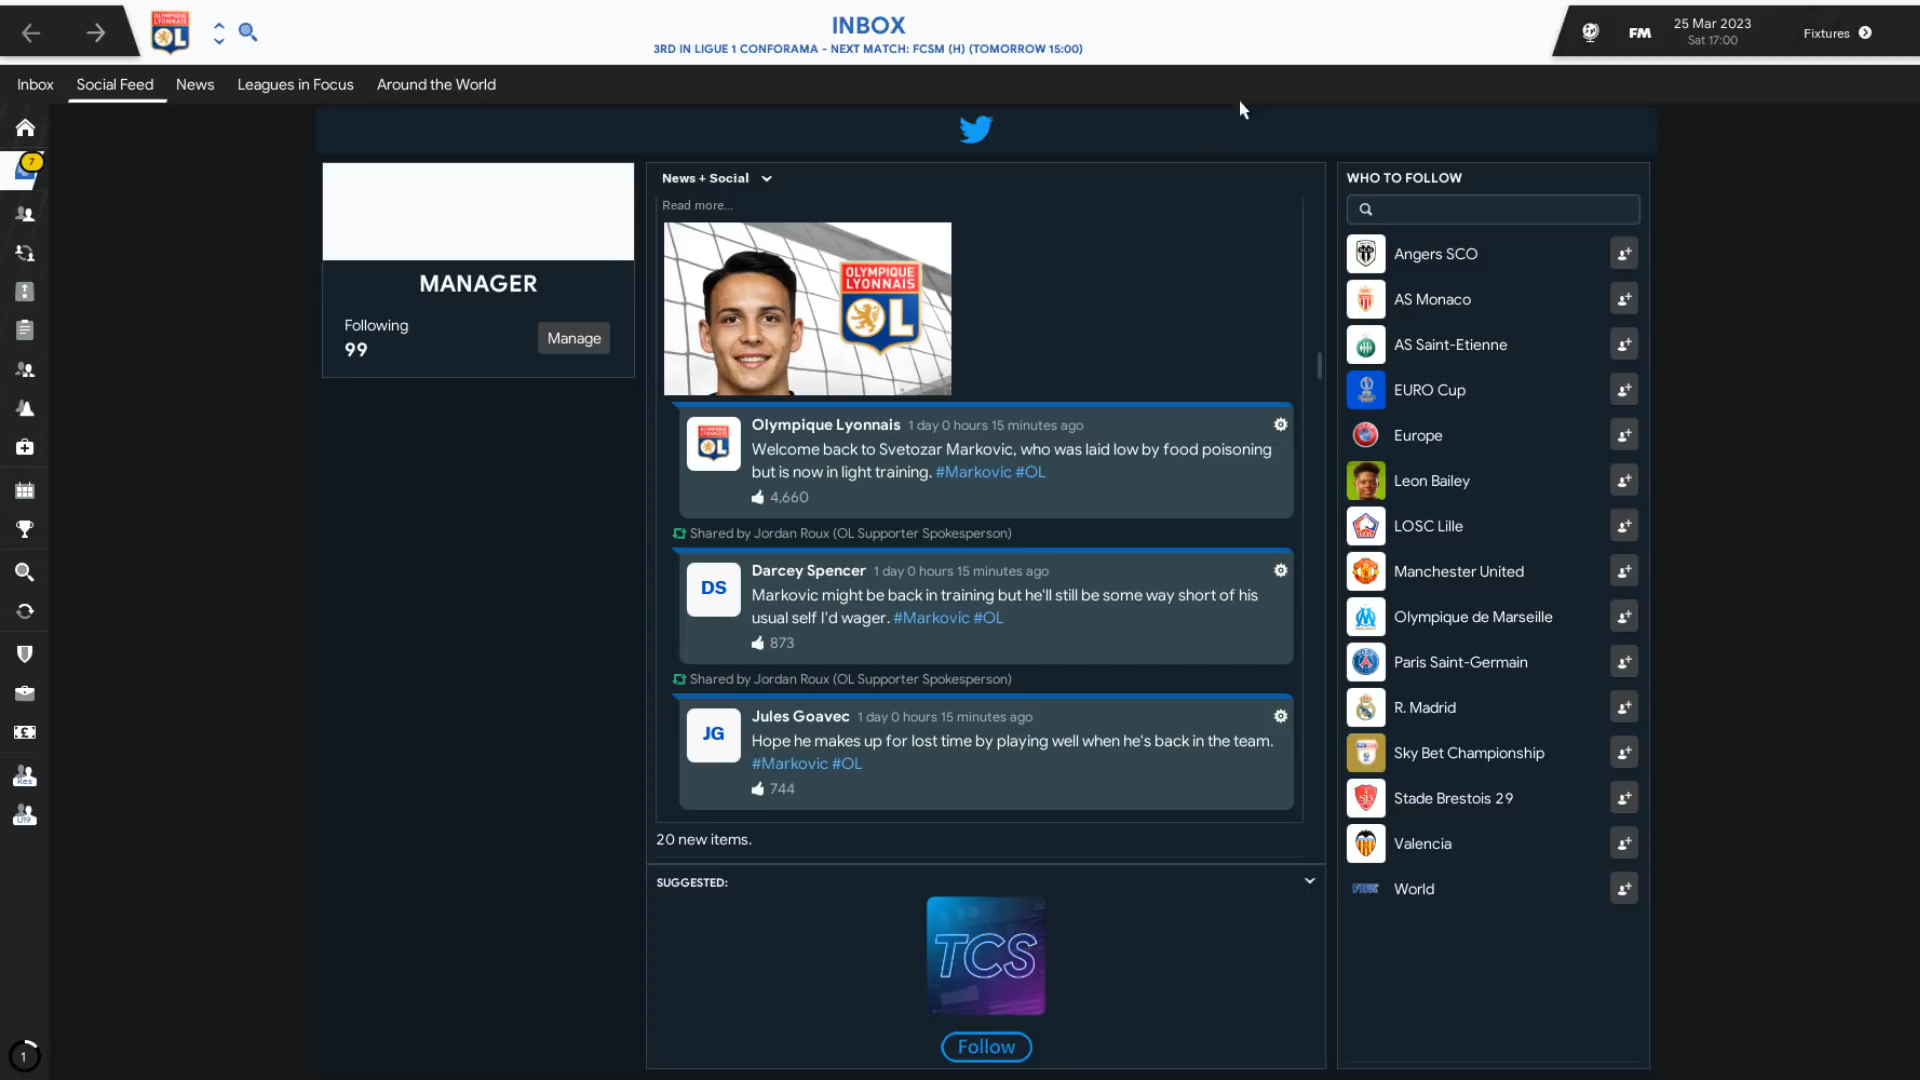 INBOX
3RD IN LIGUE 1 CONFORAMA - NEXT MATCH: FCSM (H) (TOMORROW 15:00)
FM
25 Mar 2023
Sat 17:00
Fixtures
Inbox
Social Feed
News
Leagues in Focus
Around the World
7
MANAGER
Following
99
Manage
News + Social
Read more...
OLYMPIQUE
LYONNAIS
OL
Olympique Lyonnais 1 day 0 hours 15 minutes ago
Welcome back to Svetozar Markovic, who was laid low by food poisoning
but is now in light training. #Markovic #OL
4,660
Shared by Jordan Roux (OL Supporter Spokesperson)
DS
Darcey Spencer 1 day 0 hours 15 minutes ago
Markovic might be back in training but he'll still be some way short of his
usual self I'd wager. #Markovic #OL
873
Shared by Jordan Roux (OL Supporter Spokesperson)
JG
Jules Goavec 1 day 0 hours 15 minutes ago
Hope he makes up for lost time by playing well when he's back in the team.
#Markovic #OL
744
20 new items.
SUGGESTED:
TCS
Follow
WHO TO FOLLOW
Angers SCO
AS Monaco
AS Saint-Etienne
EURO Cup
Europe
Leon Bailey
LOSC Lille
Manchester United
Olympique de Marseille
Paris Saint-Germain
R. Madrid
Sky Bet Championship
Stade Brestois 29
Valencia
World
Res
U19
1